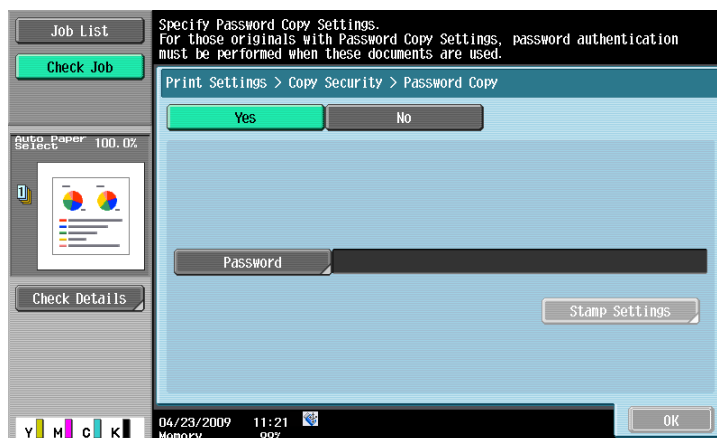 Job List
Check Job
Specify Password Copy Settings.
For those originals with Password Copy Settings, password authentication
must be performed when these documents are used.
Print Settings > Copy Security > Password Copy
Yes
No
Auto Paper
Select
100.0%
1
Password
Check Details
Stamp Settings
OK
Y M C K
04/23/2009 11:21
Memory 99%